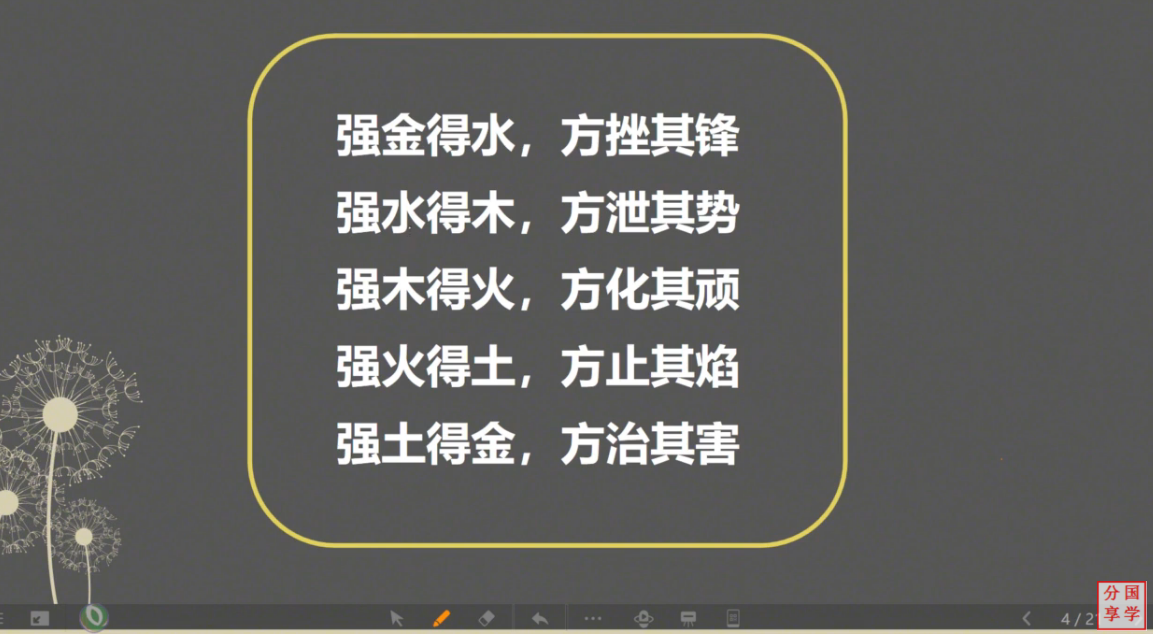 强金得水，方挫其锋
强水得木，方泄其势
强木得火，方化其顽
强火得土，方止其焰
强土得金，方治其害
4 / 2
分国
享学